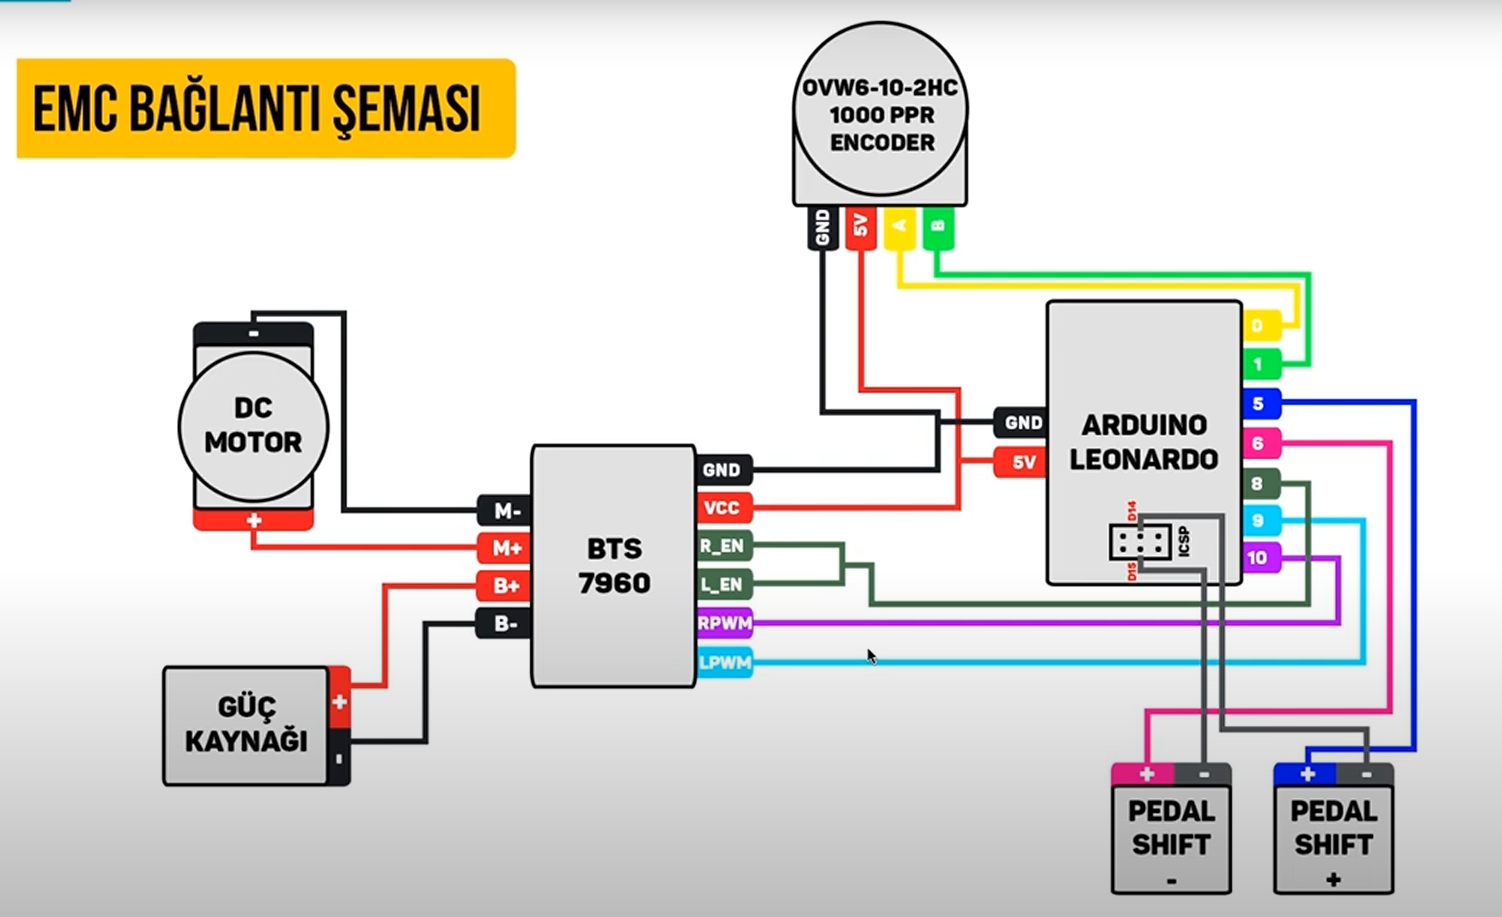 EMC BAĞLANTI ŞEMASI
OVW6-10-2HC
1000 PPR
ENCODER
GND
5V
A
B
-
DC
MOTOR
+
GÜÇ
KAYNAĞI
+
-
M-
M+
B+
B-
BTS
7960
GND
VCC
R_EN
L_EN
RPWM
LPWM
GND
5V
ARDUINO
LEONARDO
D14
ICSP
D15
0
1
5
6
8
9
10
+
-
PEDAL
SHIFT
-
+
-
PEDAL
SHIFT
+